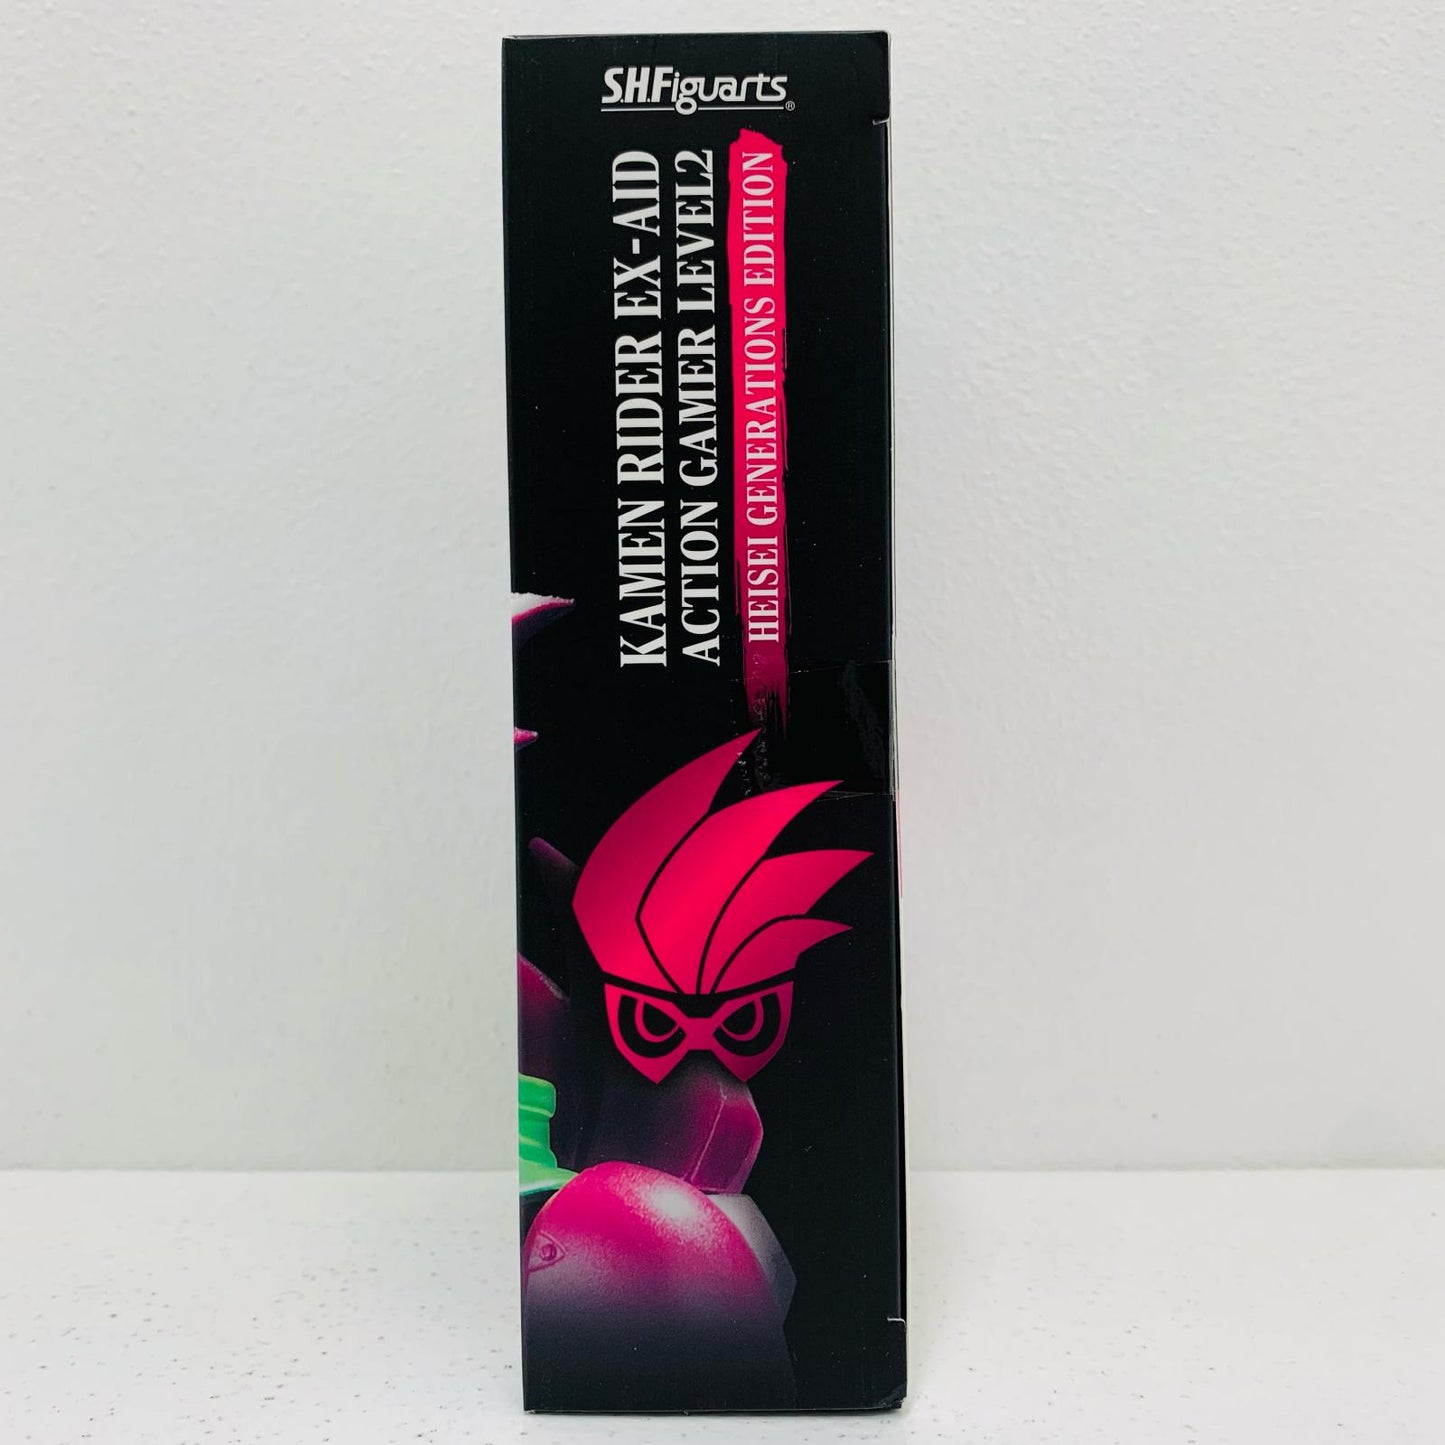 S.H.Figuarts®
KAMEN RIDER EX-AID
ACTION GAMER LEVEL2
HEISEI GENERATIONS EDITION